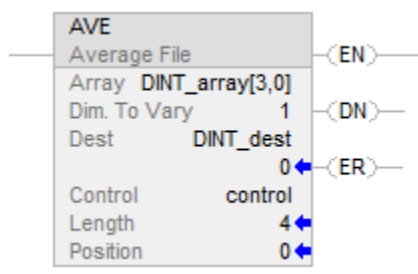 AVE
Average File
(EN)
Array DINT_array[3,0]
Dim. To Vary 1
(DN)
Dest DINT_dest
0
(ER)
Control control
Length 4
Position 0